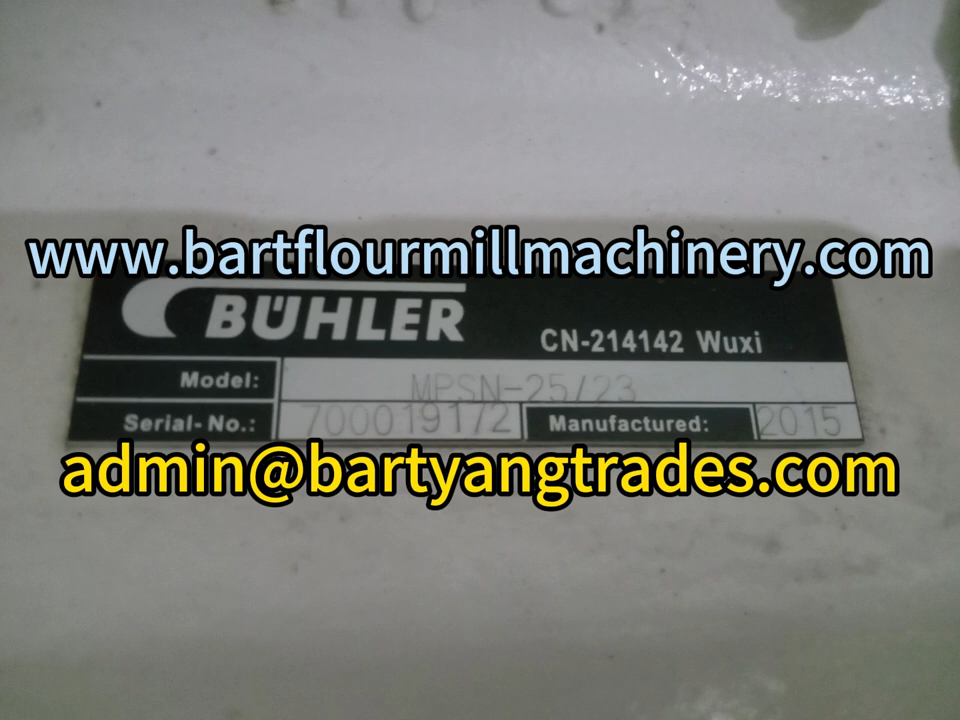 www.bartflourmillmachinery.com
BÜHLER
CN-214142 Wuxi
Model: MPSN-25/23
Serial-No.: 70001917/2 Manufactured: 2015
admin@bartyangtrades.com